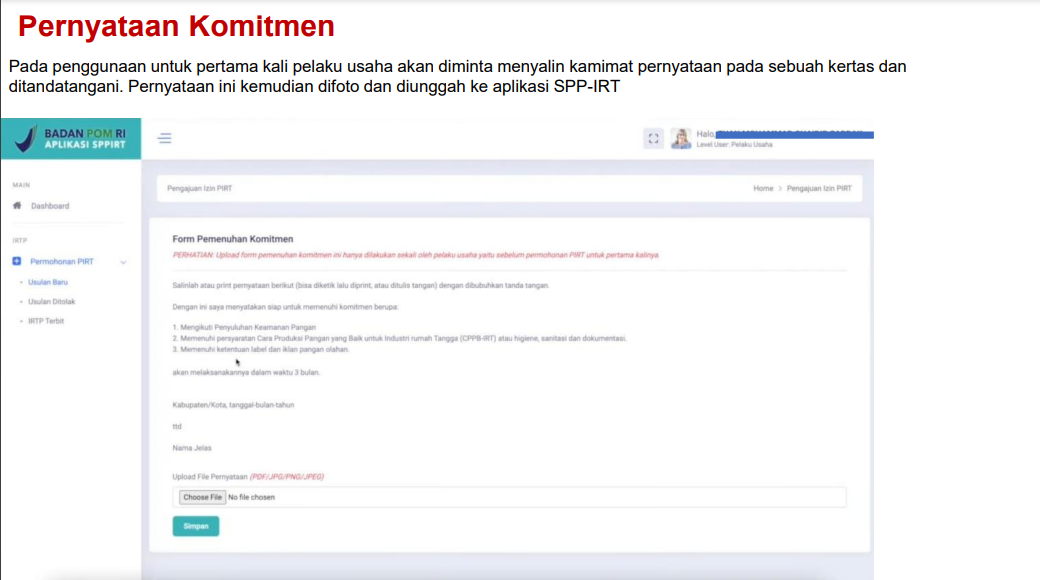 Pernyataan Komitmen
Pada penggunaan untuk pertama kali pelaku usaha akan diminta menyalin kamimat pernyataan pada sebuah kertas dan
ditandatangani. Pernyataan ini kemudian difoto dan diunggah ke aplikasi SPP-IRT
BADAN POM RI
APLIKASI SPPIRT
Halo,
Level User: Pelaku Usaha
MAIN
Dashboard
IRTP
Permohonan PIRT
Usulan Baru
Usulan Ditolak
IRTP Terbit
Pengajuan Izin PIRT
Home > Pengajuan Izin PIRT
Form Pemenuhan Komitmen
PERHATIAN: Upload form pemenuhan komitmen ini hanya dilakukan sekali oleh pelaku usaha yaitu sebelum permohonan PIRT untuk pertama kalinya.
Salinlah atau print pernyataan berikut (bisa diketik lalu diprint, atau ditulis tangan) dengan dibubuhkan tanda tangan.
Dengan ini saya menyatakan siap untuk memenuhi komitmen berupa:
1. Mengikuti Penyuluhan Keamanan Pangan
2. Memenuhi persyaratan Cara Produksi Pangan yang Baik untuk Industri rumah Tangga (CPPB-IRT) atau higiene, sanitasi dan dokumentasi.
3. Memenuhi ketentuan label dan iklan pangan olahan.
akan melaksanakannya dalam waktu 3 bulan.
Kabupaten/Kota, tanggal-bulan-tahun
ttd
Nama Jelas
Upload File Pernyataan (PDF/JPG/PNG/JPEG)
Choose File No file chosen
Simpan